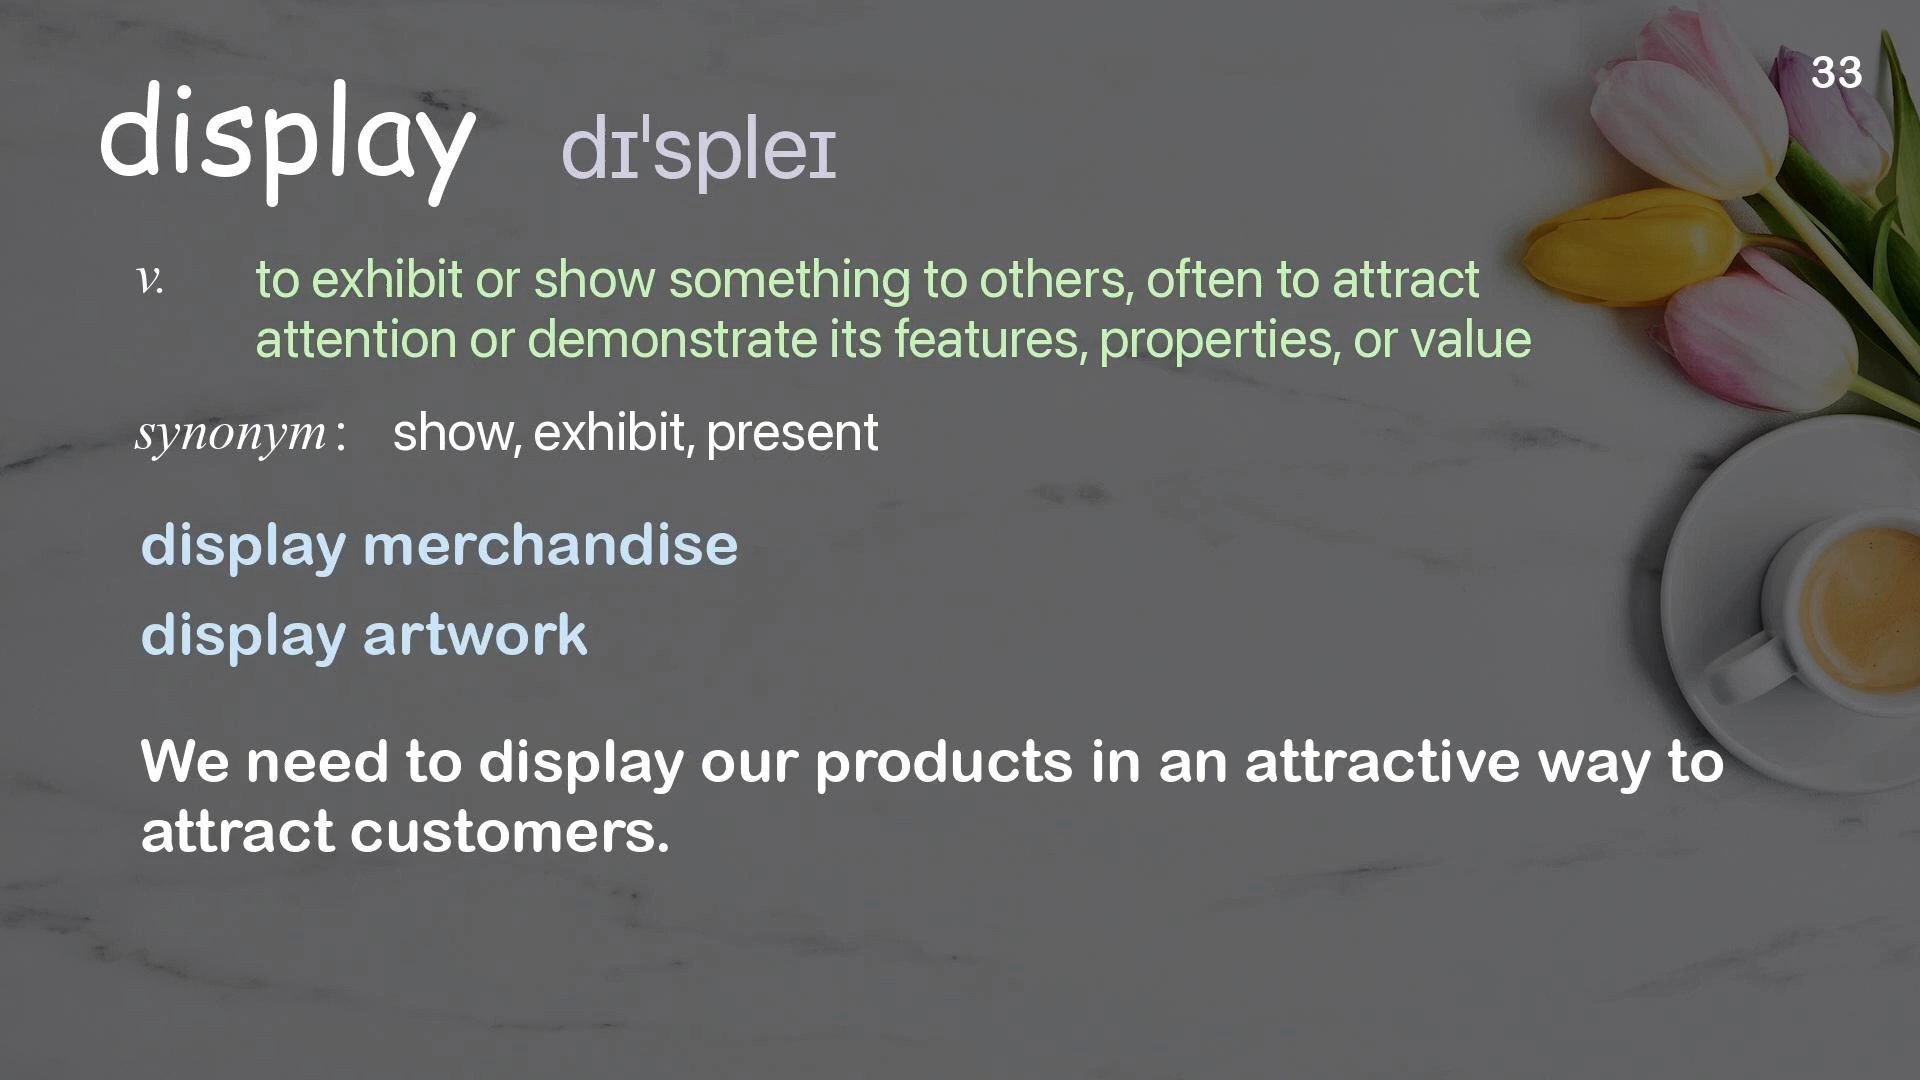 33
display dɪˈspleɪ
v. to exhibit or show something to others, often to attract
attention or demonstrate its features, properties, or value
synonym: show, exhibit, present
display merchandise
display artwork
We need to display our products in an attractive way to
attract customers.